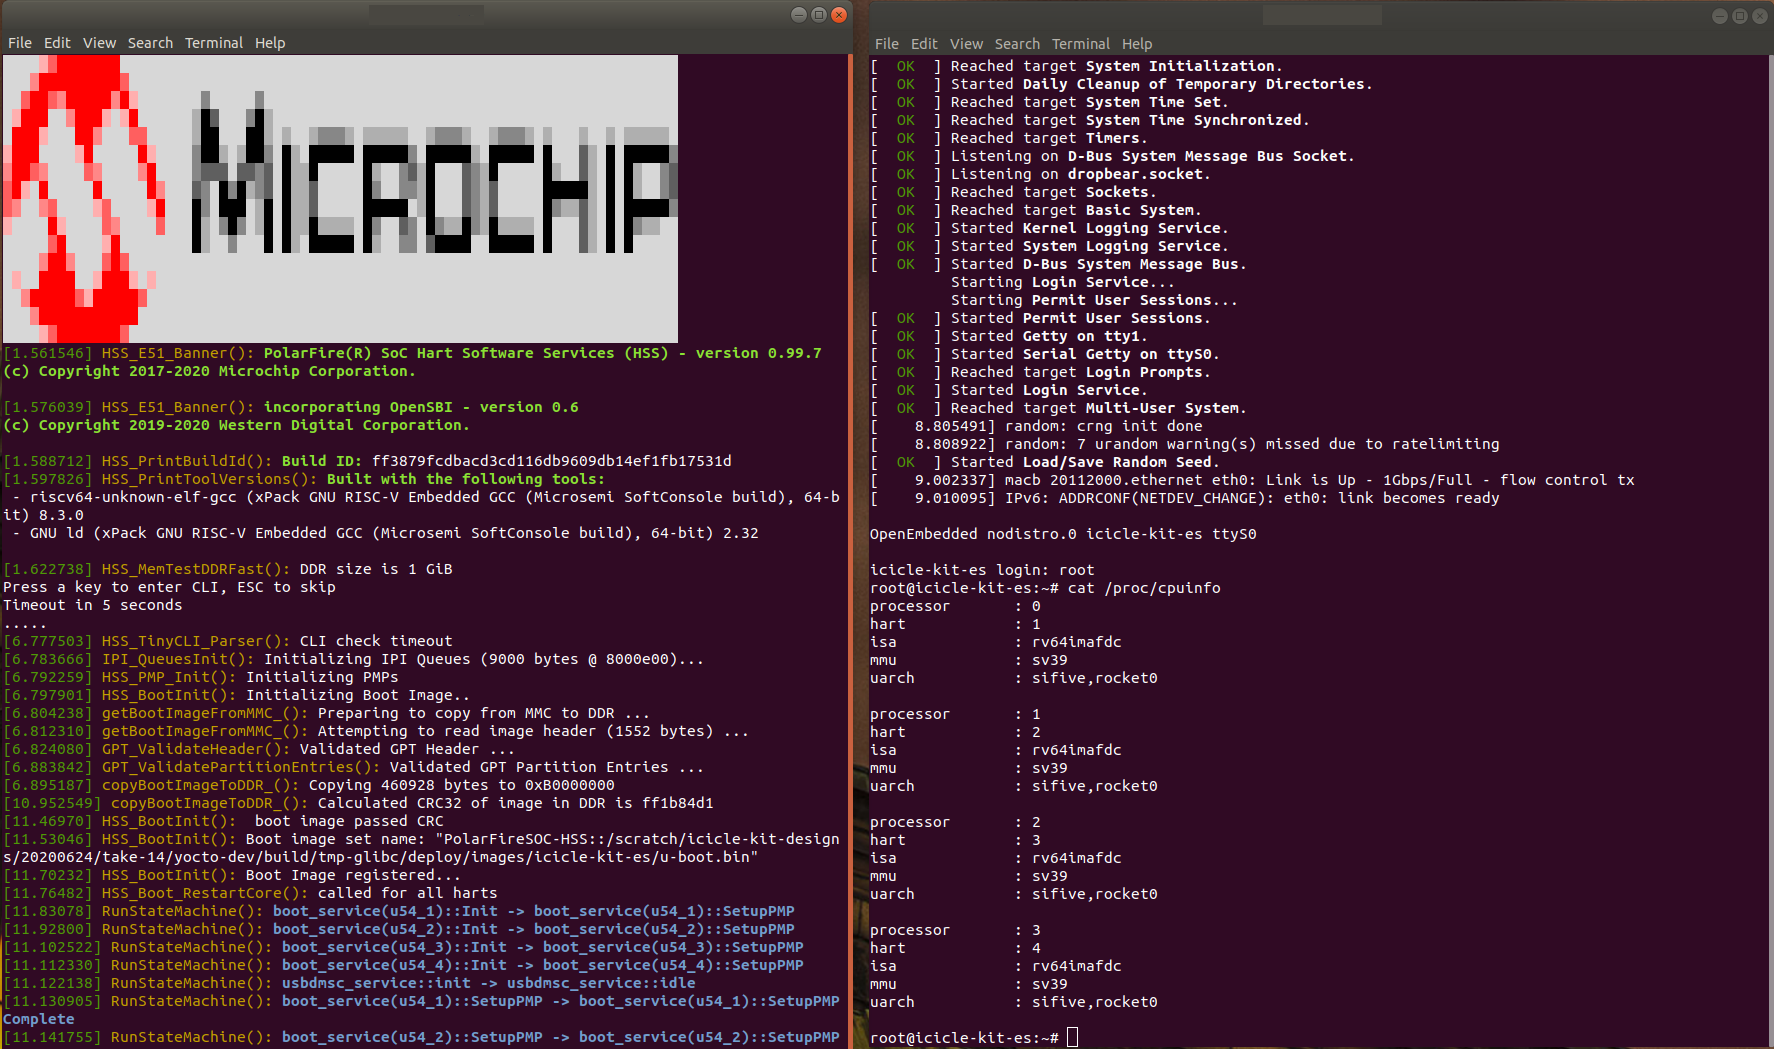 File Edit View Search Terminal Help
MICROCHIP
[1.561546] HSS_E51_Banner(): PolarFire(R) SoC Hart Software Services (HSS) - version 0.99.7
(c) Copyright 2017-2020 Microchip Corporation.
[1.576039] HSS_E51_Banner(): incorporating OpenSBI - version 0.6
(c) Copyright 2019-2020 Western Digital Corporation.
[1.588712] HSS_PrintBuildId(): Build ID: ff3879fcdbacd3cd116db9609db14ef1fb17531d
[1.597826] HSS_PrintToolVersions(): Built with the following tools:
- riscv64-unknown-elf-gcc (xPack GNU RISC-V Embedded GCC (Microsemi SoftConsole build), 64-b
it) 8.3.0
- GNU ld (xPack GNU RISC-V Embedded GCC (Microsemi SoftConsole build), 64-bit) 2.32
[1.622738] HSS_MemTestDDRFast(): DDR size is 1 GiB
Press a key to enter CLI, ESC to skip
Timeout in 5 seconds
.....
[6.777503] HSS_TinyCLI_Parser(): CLI check timeout
[6.783666] IPI_QueuesInit(): Initializing IPI Queues (9000 bytes @ 8000e00)...
[6.792259] HSS_PMP_Init(): Initializing PMPs
[6.797901] HSS_BootInit(): Initializing Boot Image..
[6.804238] getBootImageFromMMC_(): Preparing to copy from MMC to DDR ...
[6.812310] getBootImageFromMMC_(): Attempting to read image header (1552 bytes) ...
[6.824080] GPT_ValidateHeader(): Validated GPT Header ...
[6.883842] GPT_ValidatePartitionEntries(): Validated GPT Partition Entries ...
[6.895187] copyBootImageToDDR_(): Copying 460928 bytes to 0xB0000000
[10.952549] copyBootImageToDDR_(): Calculated CRC32 of image in DDR is ff1b84d1
[11.46970] HSS_BootInit():  boot image passed CRC
[11.53046] HSS_BootInit(): Boot image set name: "PolarFireSOC-HSS::/scratch/icicle-kit-design
s/20200624/take-14/yocto-dev/build/tmp-glibc/deploy/images/icicle-kit-es/u-boot.bin"
[11.70232] HSS_BootInit(): Boot Image registered...
[11.76482] HSS_Boot_RestartCore(): called for all harts
[11.83078] RunStateMachine(): boot_service(u54_1)::Init -> boot_service(u54_1)::SetupPMP
[11.92800] RunStateMachine(): boot_service(u54_2)::Init -> boot_service(u54_2)::SetupPMP
[11.102522] RunStateMachine(): boot_service(u54_3)::Init -> boot_service(u54_3)::SetupPMP
[11.112330] RunStateMachine(): boot_service(u54_4)::Init -> boot_service(u54_4)::SetupPMP
[11.122138] RunStateMachine(): usbdmsc_service::init -> usbdmsc_service::idle
[11.130905] RunStateMachine(): boot_service(u54_1)::SetupPMP -> boot_service(u54_1)::SetupPMP
Complete
[11.141755] RunStateMachine(): boot_service(u54_2)::SetupPMP -> boot_service(u54_2)::SetupPMP
File Edit View Search Terminal Help
[  OK  ] Reached target System Initialization.
[  OK  ] Started Daily Cleanup of Temporary Directories.
[  OK  ] Reached target System Time Set.
[  OK  ] Reached target System Time Synchronized.
[  OK  ] Reached target Timers.
[  OK  ] Listening on D-Bus System Message Bus Socket.
[  OK  ] Listening on dropbear.socket.
[  OK  ] Reached target Sockets.
[  OK  ] Reached target Basic System.
[  OK  ] Started Kernel Logging Service.
[  OK  ] Started System Logging Service.
[  OK  ] Started D-Bus System Message Bus.
Starting Login Service...
Starting Permit User Sessions...
[  OK  ] Started Permit User Sessions.
[  OK  ] Started Getty on tty1.
[  OK  ] Started Serial Getty on ttyS0.
[  OK  ] Reached target Login Prompts.
[  OK  ] Started Login Service.
[  OK  ] Reached target Multi-User System.
[    8.805491] random: crng init done
[    8.808922] random: 7 urandom warning(s) missed due to ratelimiting
[  OK  ] Started Load/Save Random Seed.
[    9.002337] macb 20112000.ethernet eth0: Link is Up - 1Gbps/Full - flow control tx
[    9.010095] IPv6: ADDRCONF(NETDEV_CHANGE): eth0: link becomes ready
OpenEmbedded nodistro.0 icicle-kit-es ttyS0
icicle-kit-es login: root
root@icicle-kit-es:~# cat /proc/cpuinfo
processor : 0
hart : 1
isa : rv64imafdc
mmu : sv39
uarch : sifive,rocket0
processor : 1
hart : 2
isa : rv64imafdc
mmu : sv39
uarch : sifive,rocket0
processor : 2
hart : 3
isa : rv64imafdc
mmu : sv39
uarch : sifive,rocket0
processor : 3
hart : 4
isa : rv64imafdc
mmu : sv39
uarch : sifive,rocket0
root@icicle-kit-es:~#